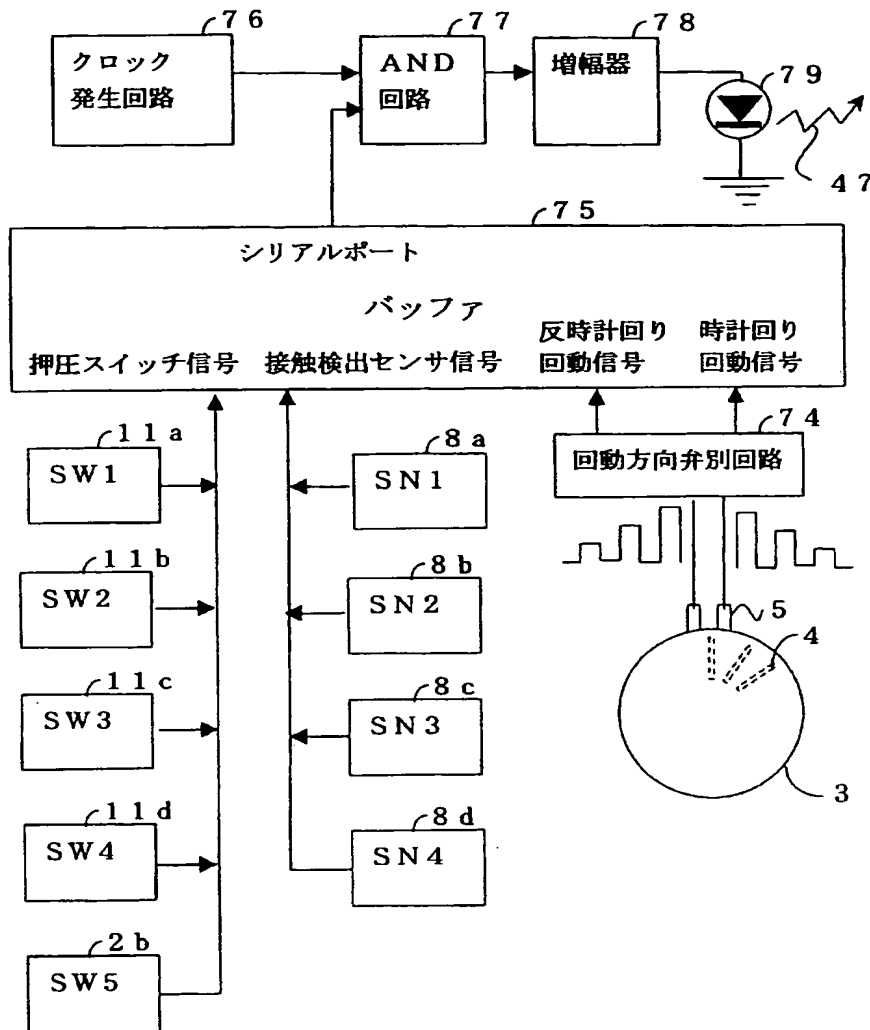 ７６
７７
７８
クロック
発生回路
ＡＮＤ
回路
増幅器
７９
４７
７５
シリアルポート
バッファ
反時計回り
回動信号
時計回り
回動信号
押圧スイッチ信号
接触検出センサ信号
７４
回動方向弁別回路
１１ａ
ＳＷ１
８ａ
ＳＮ１
１１ｂ
ＳＷ２
８ｂ
ＳＮ２
５
４
１１ｃ
ＳＷ３
８ｃ
ＳＮ３
３
１１ｄ
ＳＷ４
８ｄ
ＳＮ４
２ｂ
ＳＷ５